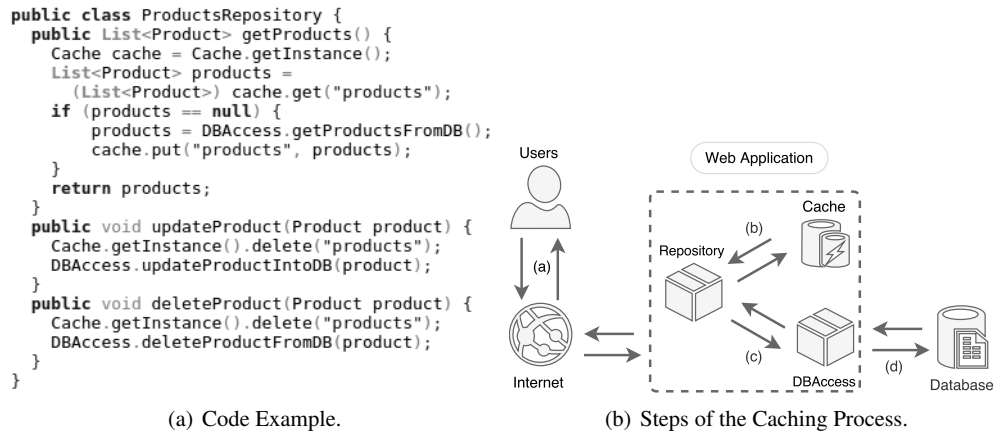 public class ProductsRepository {
public List<Product> getProducts() {
Cache cache = Cache.getInstance();
List<Product> products =
(List<Product>) cache.get("products");
if (products == null) {
products = DBAccess.getProductsFromDB();
cache.put("products", products);
}
return products;
}
public void updateProduct(Product product) {
Cache.getInstance().delete("products");
DBAccess.updateProductIntoDB(product);
}
public void deleteProduct(Product product) {
Cache.getInstance().delete("products");
DBAccess.deleteProductFromDB(product);
}
}
(a) Code Example.
Users
Web Application
Cache
(b)
Repository
(a)
(c)
DBAccess
(d)
Internet
Database
(b) Steps of the Caching Process.